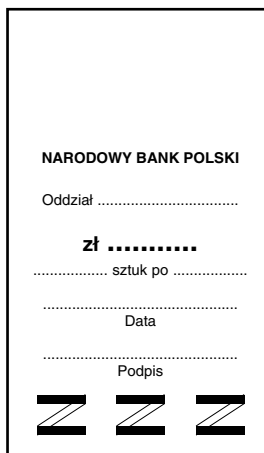 NARODOWY BANK POLSKI
Oddział ..................................
zł ...........
.................. sztuk po ..................
...............................................
Data
...............................................
Podpis
Z Z Z